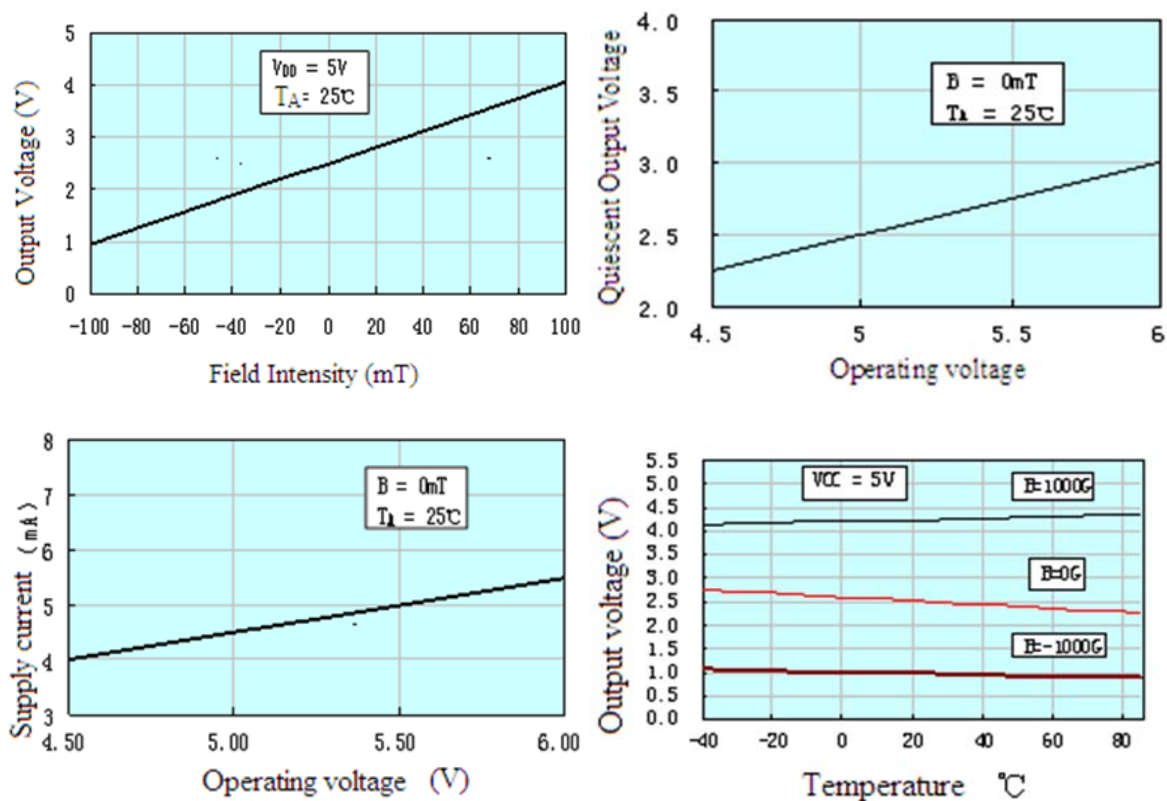 Output Voltage (V)
5
4
3
2
1
0
VDD = 5V
TA= 25℃
-100 -80 -60 -40 -20 0 20 40 60 80 100
Field Intensity (mT)
Quiescent Output Voltage
4.0
3.5
3.0
2.5
2.0
B = 0mT
TA = 25℃
4.5 5 5.5 6
Operating voltage
Supply current (mA)
8
7
6
5
4
3
B = 0mT
TA = 25℃
4.50 5.00 5.50 6.00
Operating voltage (V)
Output voltage (V)
5.5
5.0
4.5
4.0
3.5
3.0
2.5
2.0
1.5
1.0
0.5
0.0
VCC = 5V
B=1000G
B=0G
B=-1000G
-40 -20 0 20 40 60 80
Temperature ℃